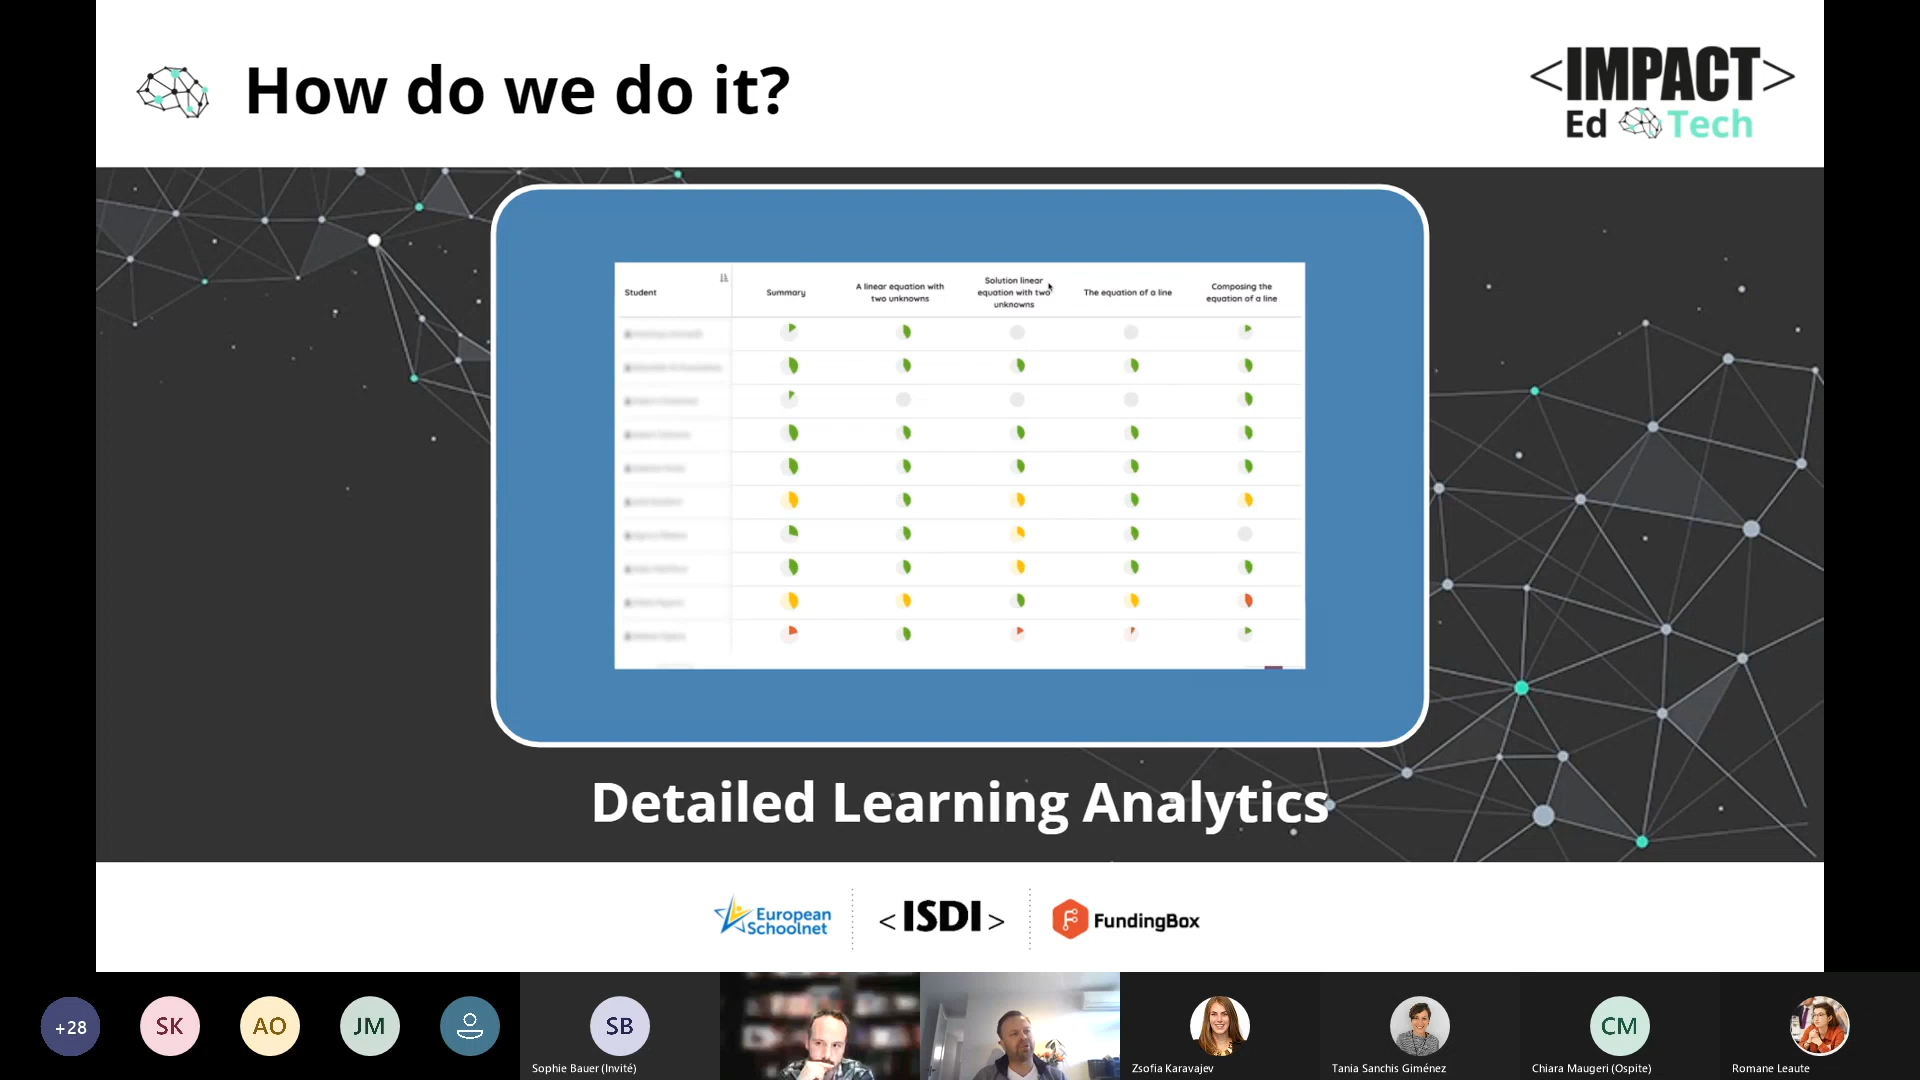 How do we do it?
<IMPACT>
Ed Tech
Student
Summary
A linear equation with
two unknowns
Solution linear
equation with two
unknowns
The equation of a line
Composing the
equation of a line
Detailed Learning Analytics
European
Schoolnet
<ISDI>
FundingBox
+28
SK
AO
JM
SB
CM
Sophie Bauer (Invité)
Zsofia Karavajev
Tania Sanchis Giménez
Chiara Maugeri (Ospite)
Romane Leaute